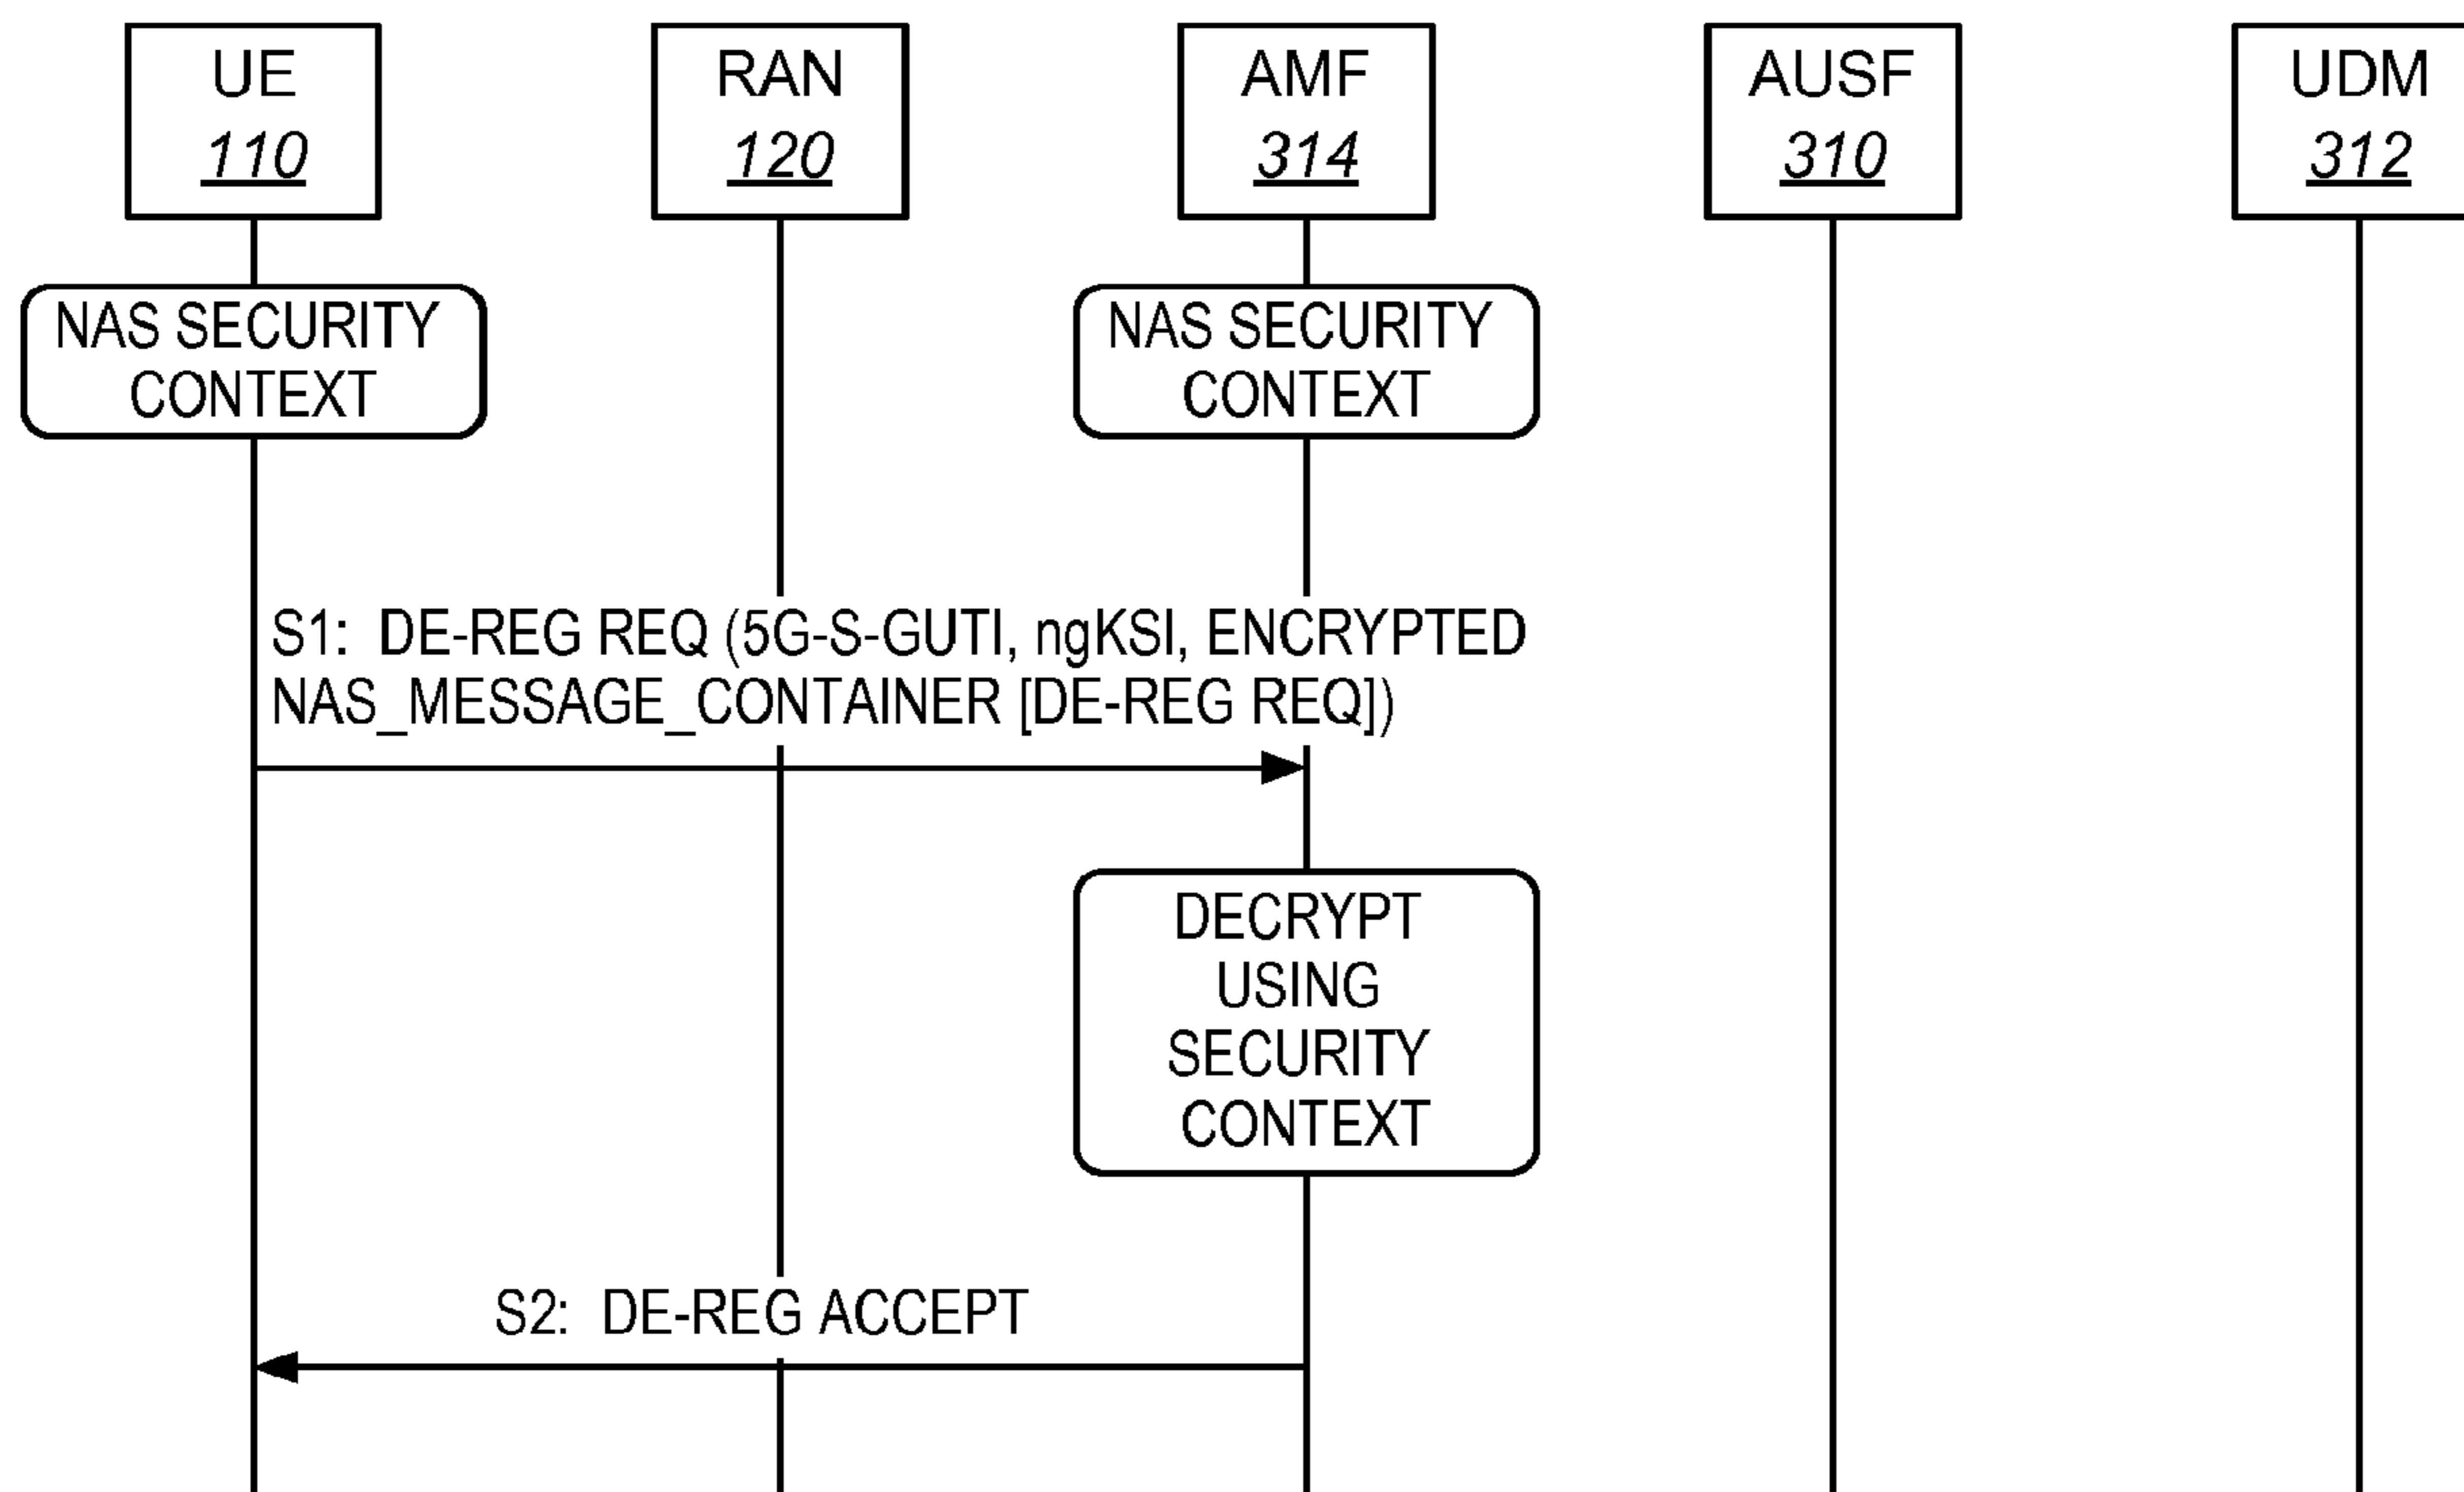 UE
110
RAN
120
AMF
314
AUSF
310
UDM
312
NAS SECURITY
CONTEXT
NAS SECURITY
CONTEXT
S1: DE-REG REQ (5G-S-GUTI, ngKSI, ENCRYPTED
NAS_MESSAGE_CONTAINER [DE-REG REQ])
DECRYPT
USING
SECURITY
CONTEXT
S2: DE-REG ACCEPT